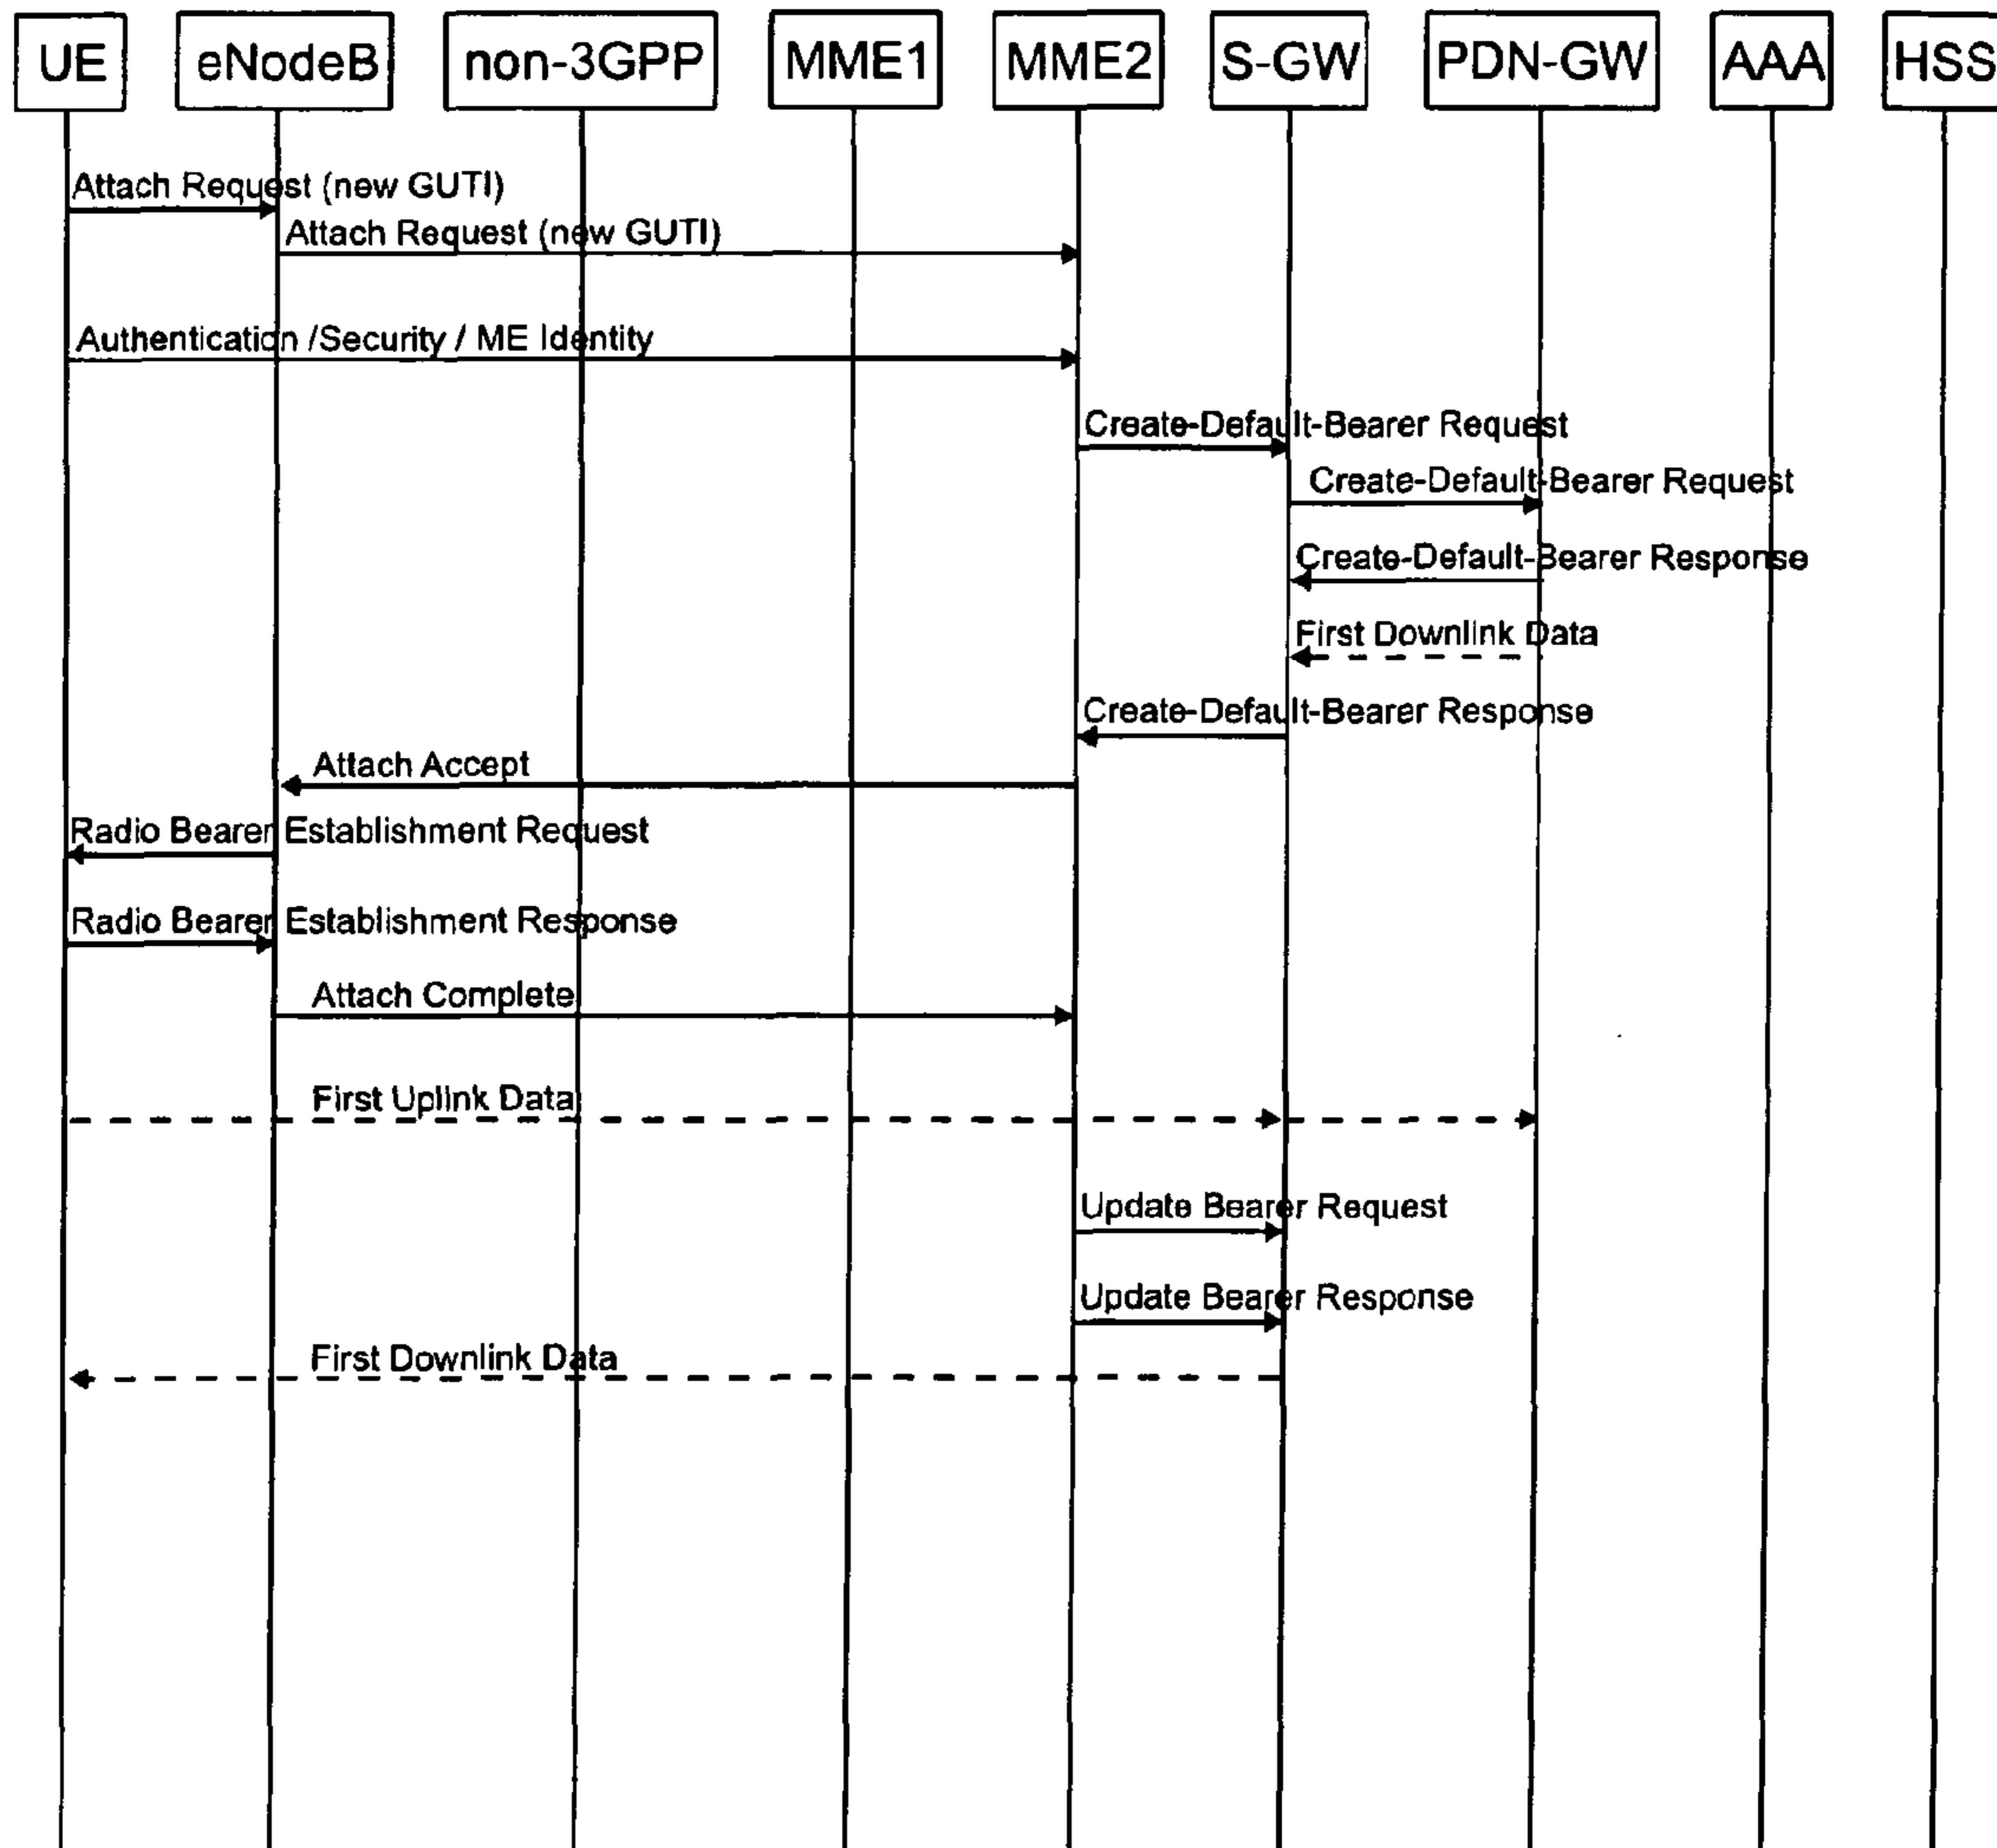 UE eNodeB non-3GPP MME1 MME2 S-GW PDN-GW AAA HSS
Attach Request (new GUTI)
Attach Request (new GUTI)
Authentication /Security / ME Identity
Create-Default-Bearer Request
Create-Default-Bearer Request
Create-Default-Bearer Response
First Downlink Data
Create-Default-Bearer Response
Attach Accept
Radio Bearer Establishment Request
Radio Bearer Establishment Response
Attach Complete
First Uplink Data
Update Bearer Request
Update Bearer Response
First Downlink Data